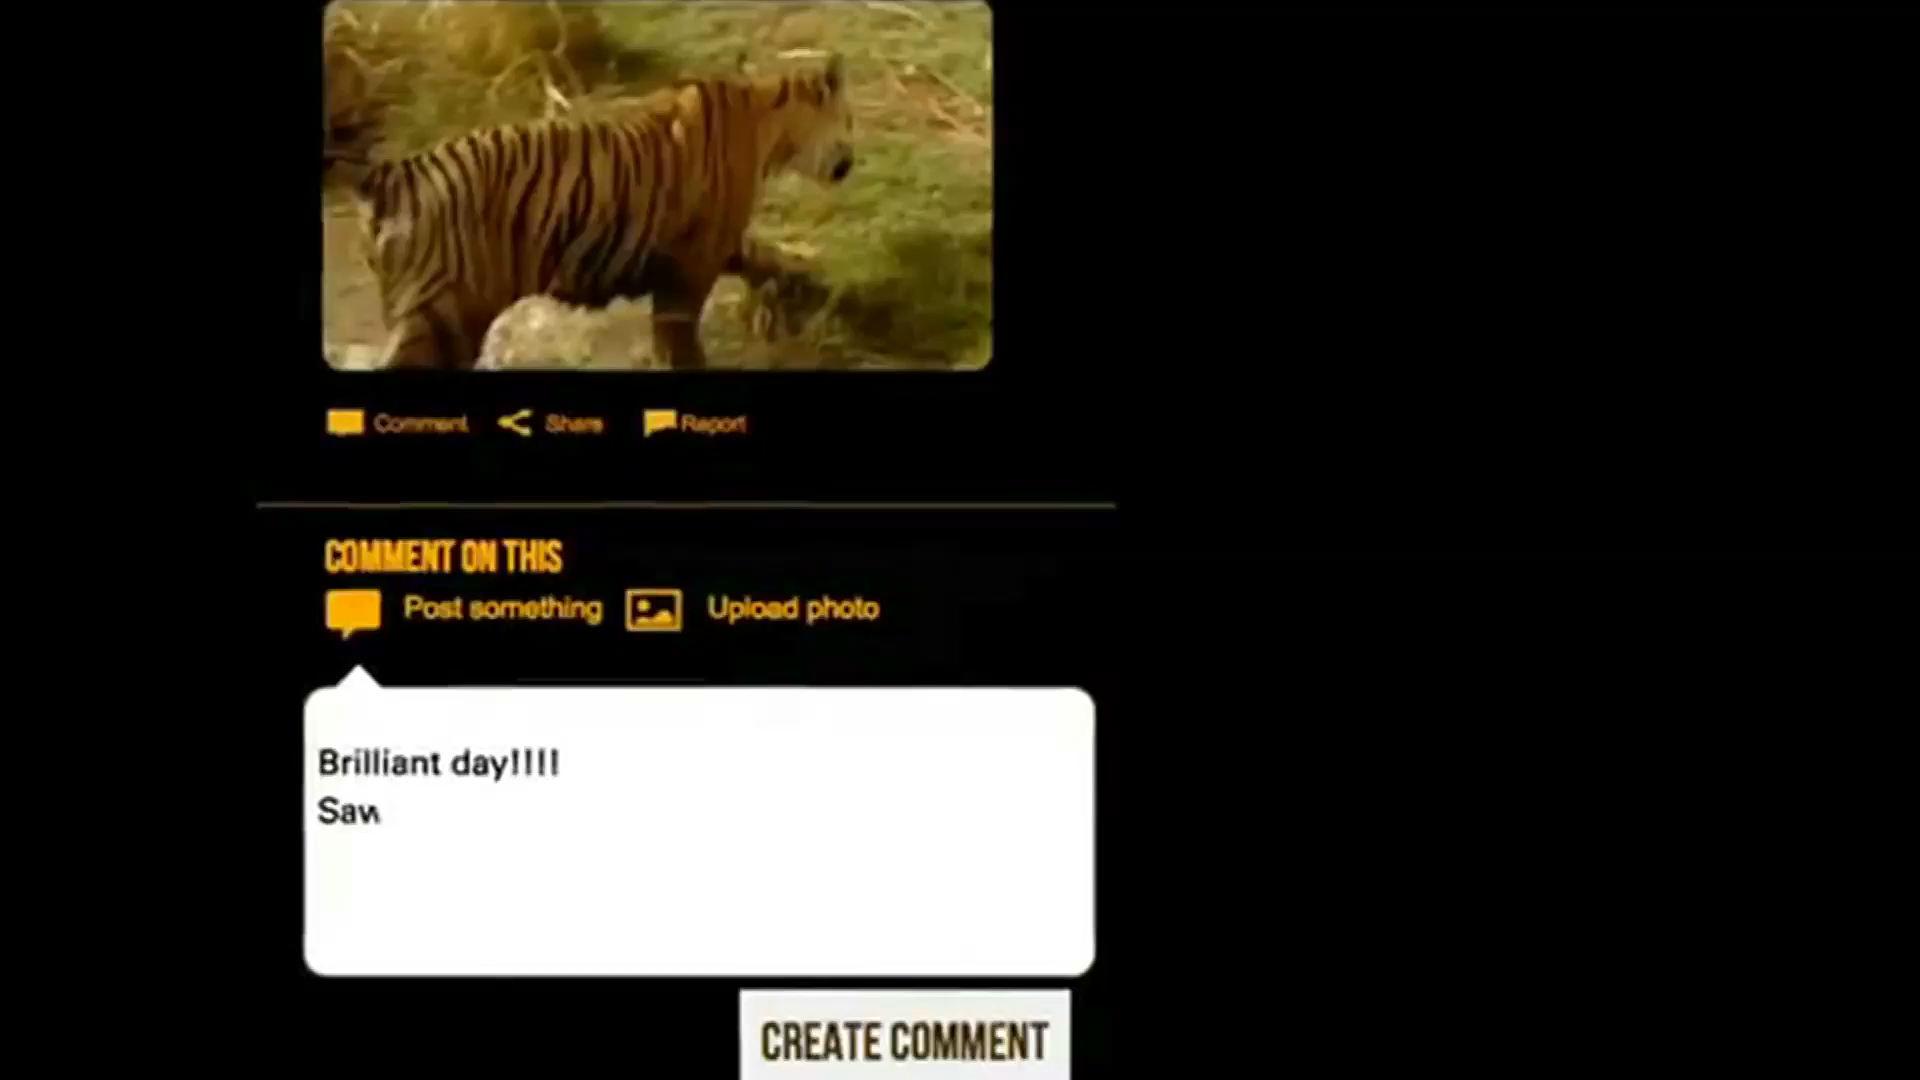 Comment Share Report
COMMENT ON THIS
Post something Upload photo
Brilliant day!!!!
Saw
CREATE COMMENT